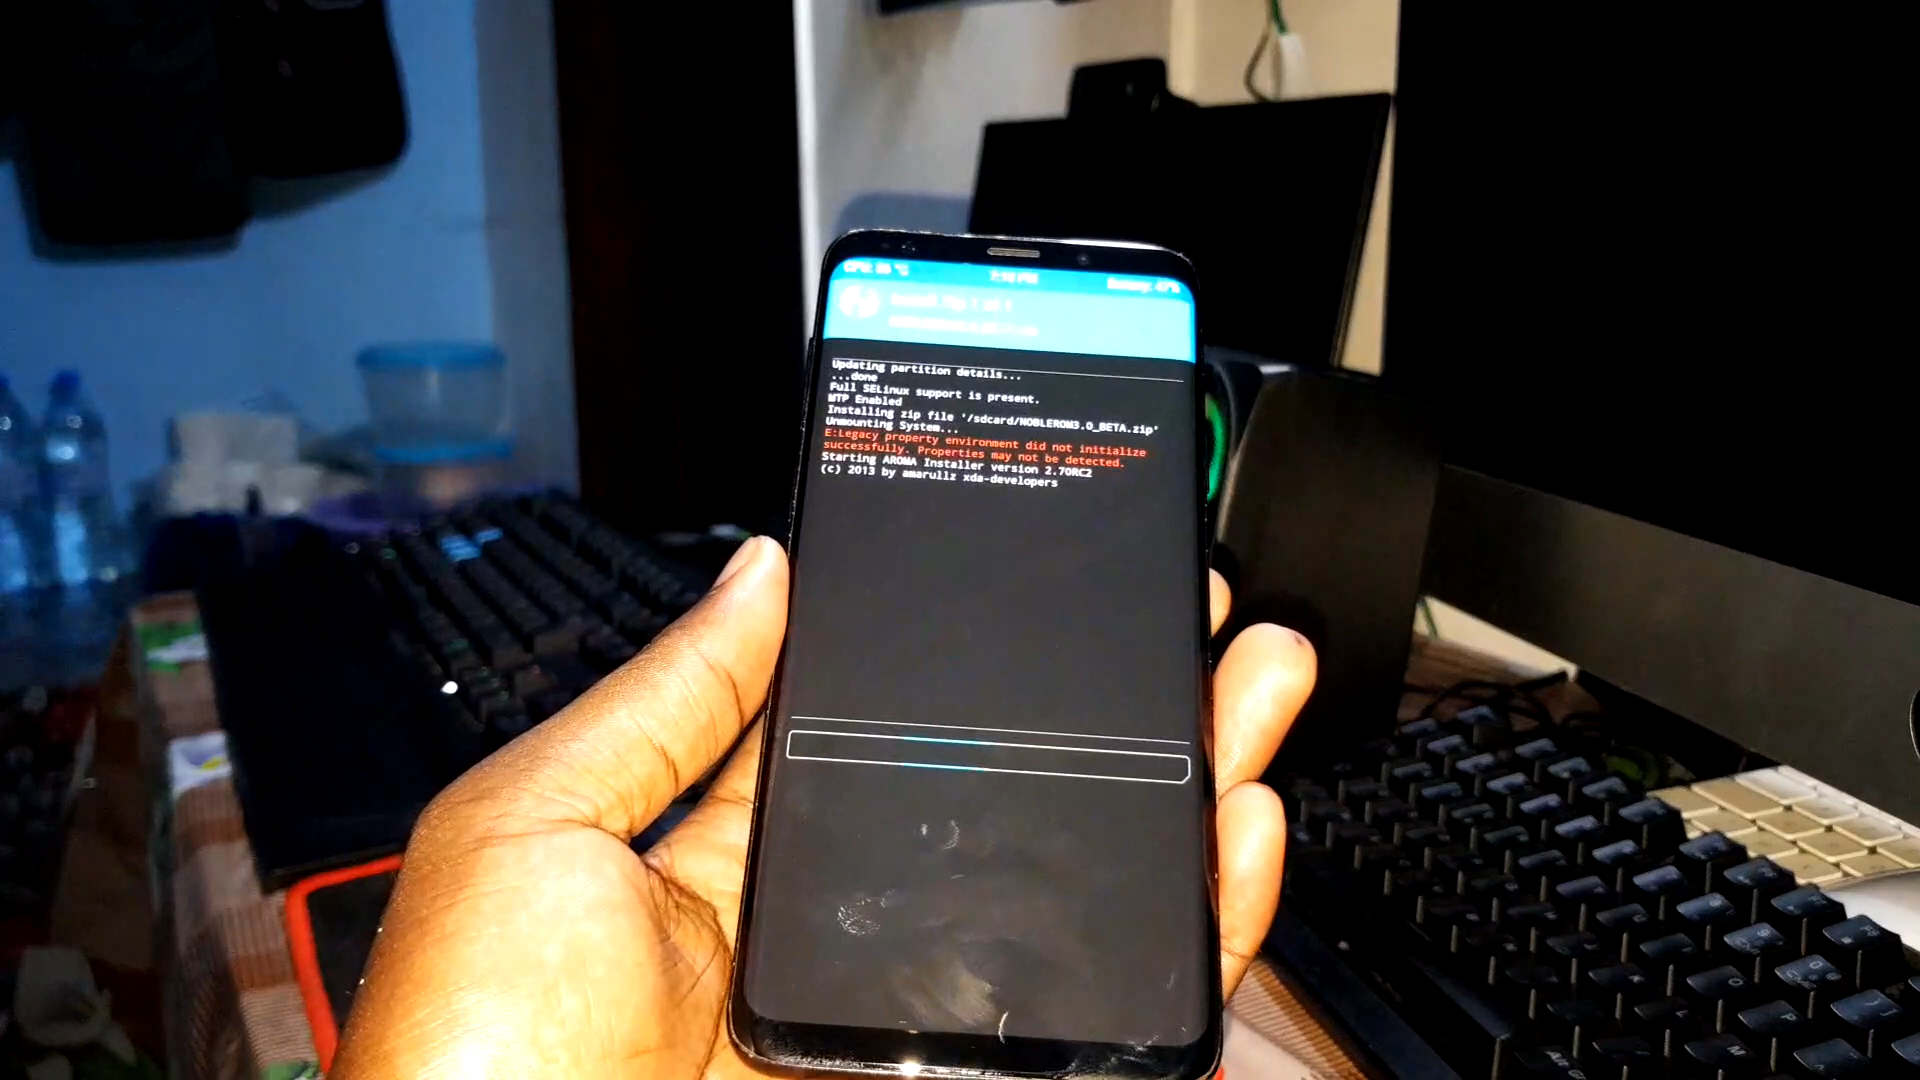 Updating partition details...
...done
Full SELinux support is present.
MTP Enabled
Installing zip file '/sdcard/NOBLEROM3.0_BETA.zip'
Unmounting System...
E:Legacy property environment did not initialize
successfully. Properties may not be detected.
Starting AROMA Installer version 2.70RC2
(c) 2013 by amarullz xda-developers